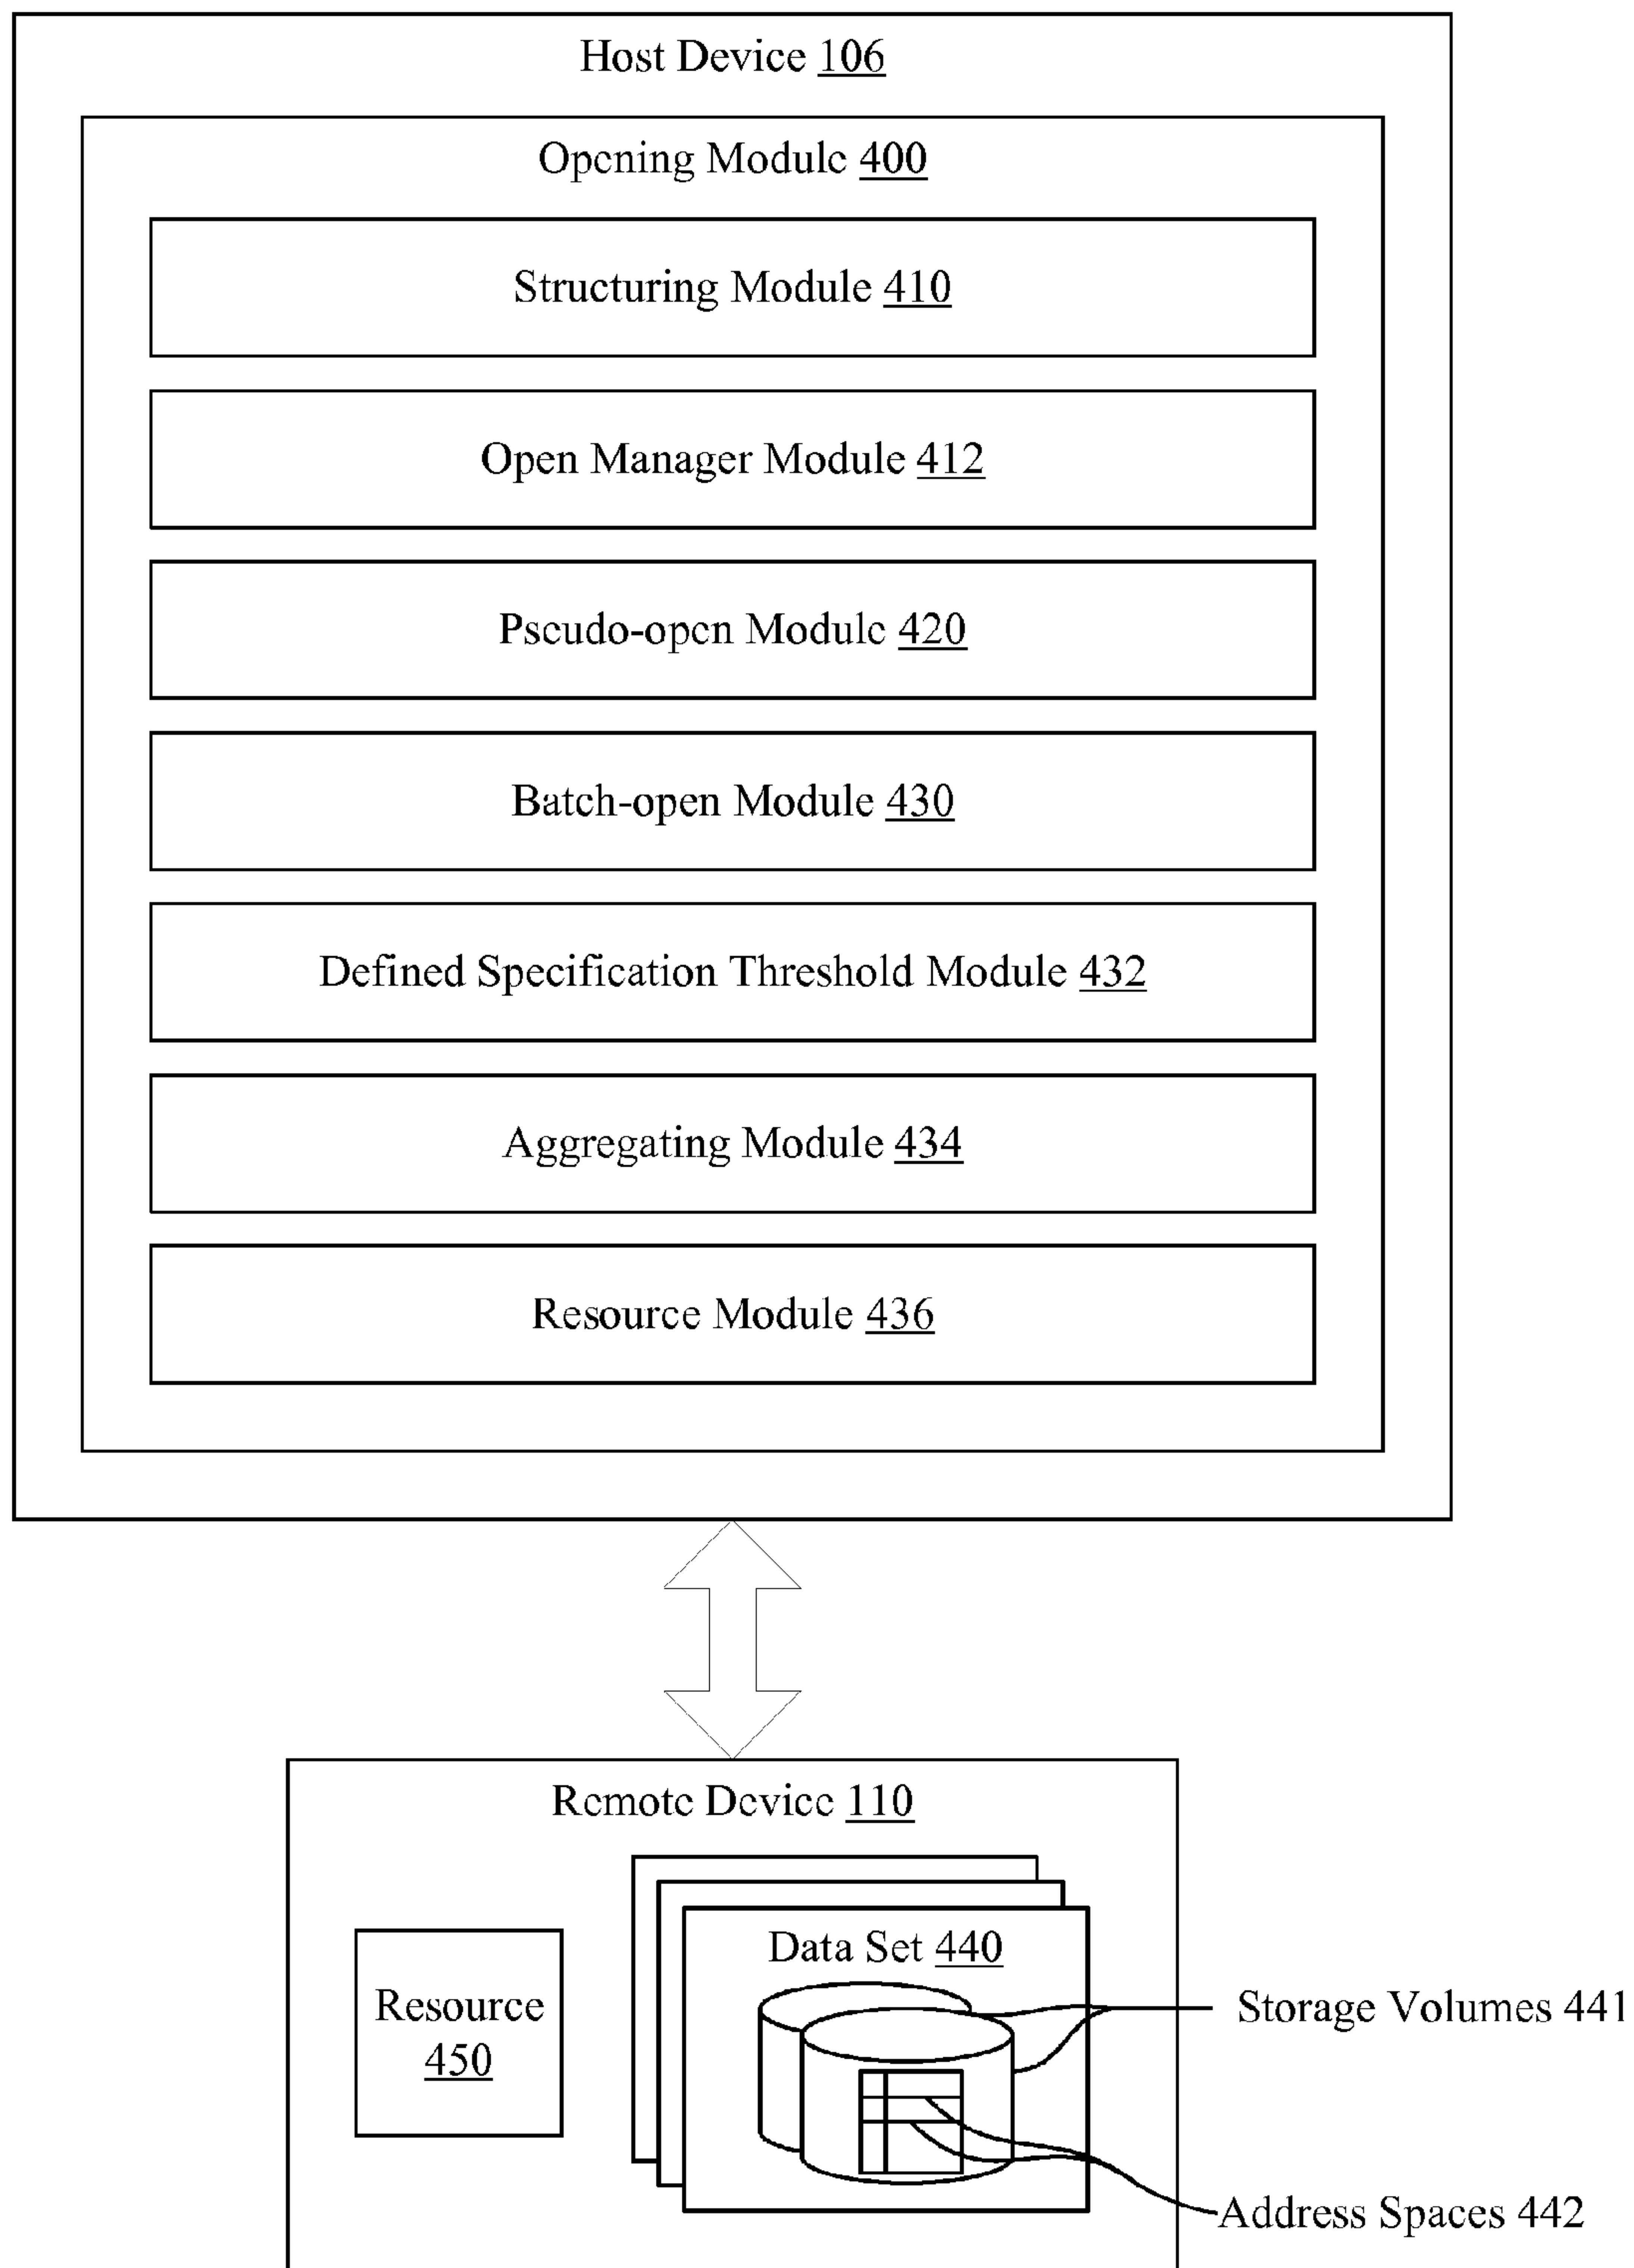 Host Device 106
Opening Module 400
Structuring Module 410
Open Manager Module 412
Pseudo-open Module 420
Batch-open Module 430
Defined Specification Threshold Module 432
Aggregating Module 434
Resource Module 436
Remote Device 110
Data Set 440
Resource
450
Storage Volumes 441
Address Spaces 442